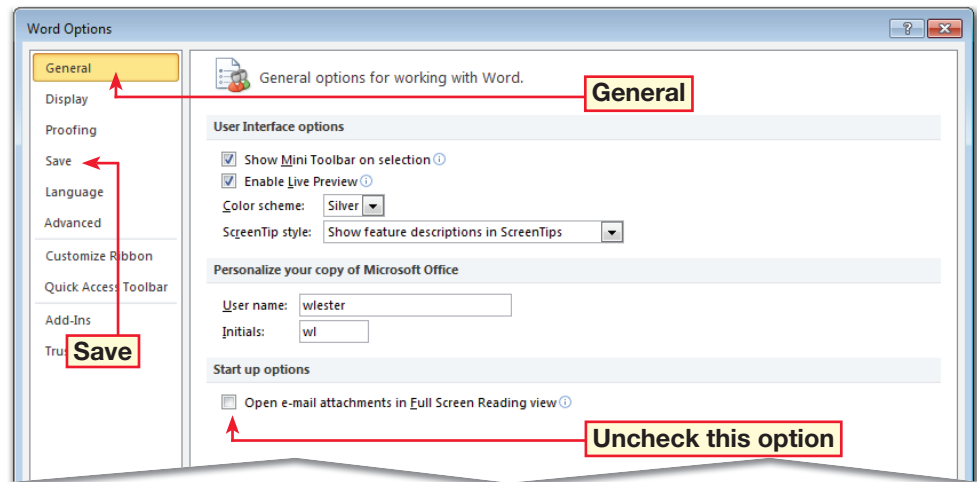 Word Options
General
Display
Proofing
Save
Language
Advanced
Customize Ribbon
Quick Access Toolbar
Add-Ins
Save
General options for working with Word.
General
User Interface options
Show Mini Toolbar on selection
Enable Live Preview
Color scheme: Silver
ScreenTip style: Show feature descriptions in ScreenTips
Personalize your copy of Microsoft Office
User name: wlester
Initials: wl
Start up options
Open e-mail attachments in Full Screen Reading view
Uncheck this option